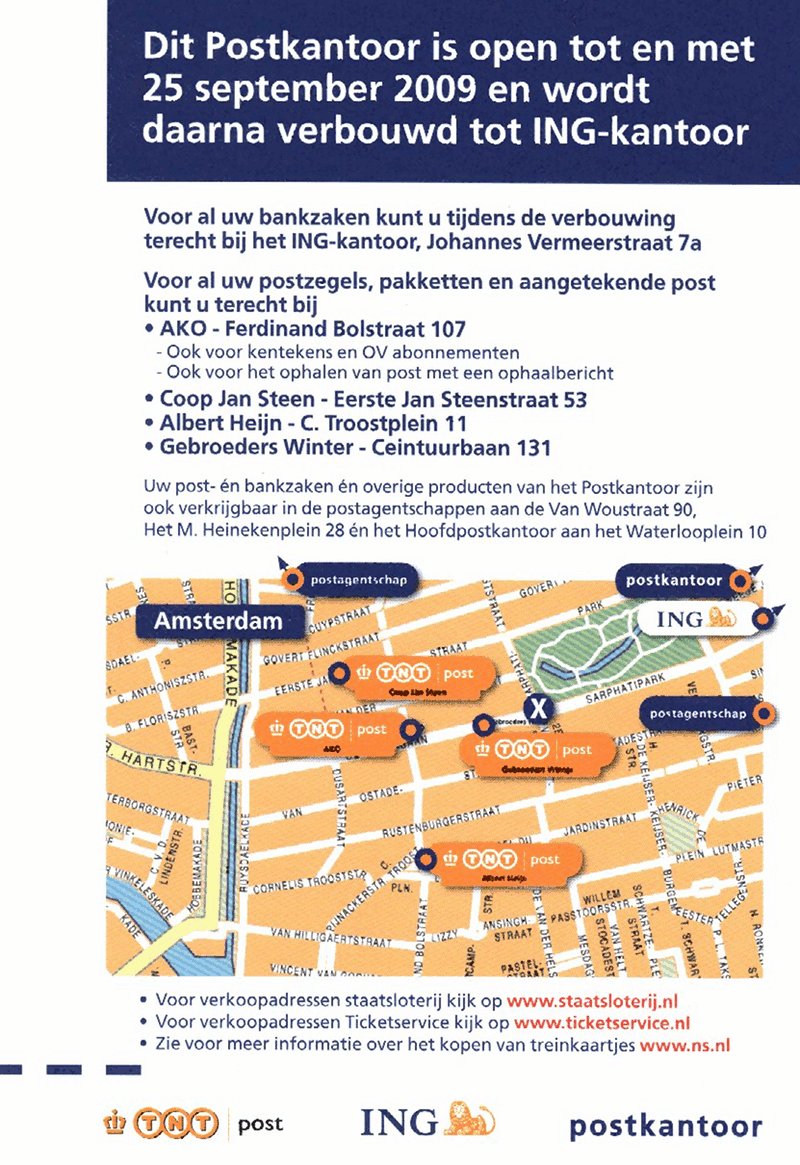 Dit Postkantoor is open tot en met
25 september 2009 en wordt
daarna verbouwd tot ING-kantoor
Voor al uw bankzaken kunt u tijdens de verbouwing
terecht bij het ING-kantoor, Johannes Vermeerstraat 7a
Voor al uw postzegels, pakketten en aangetekende post
kunt u terecht bij
• AKO - Ferdinand Bolstraat 107
- Ook voor kentekens en OV abonnementen
- Ook voor het ophalen van post met een ophaalbericht
• Coop Jan Steen - Eerste Jan Steenstraat 53
• Albert Heijn - C. Troostplein 11
• Gebroeders Winter - Ceintuurbaan 131
Uw post- én bankzaken én overige producten van het Postkantoor zijn
ook verkrijgbaar in de postagentschappen aan de Van Woustraat 90,
Het M. Heinekenplein 28 én het Hoofdpostkantoor aan het Waterlooplein 10
postagentschap
postkantoor
Amsterdam
ING
GOVERT
PARK
CUYPSTRAAT
GOVERT FLINCKSTRAAT
STRAAT
EERSTE JA
TNT post
Coop Jan Steen
SARPHATIPARK
C. ANTHONISZSTR.
B. FLORISZSTR.
BAST-
STR.
TNT post
AKO
X
postagentschap
TNT post
Gebroeders Winter
R. HARTSTR.
DUSARTSTRAAT
VAN
OSTADE-
STRAAT
PIETER
RUSTENBURGERSTRAAT
JARDINSTRAAT
HENRICK
DE
PLEIN
LUTMASTR.
TERBORGSTRAAT
C. V. D.
LINDENSTR.
HOBBEMAKADE
RUYSDAELKADE
TNT post
Albert Heijn
CORNELIS TROOSTSTR.
PIJNACKERSTR.
PLN.
KADE
VAN HILLIGAERTSTRAAT
LIZZY
ANSINGH-
STRAAT
WILLEM
PASSTOORSSTR.
BURGEMEESTER
TELLEG
• Voor verkoopadressen staatsloterij kijk op www.staatsloterij.nl
• Voor verkoopadressen Ticketservice kijk op www.ticketservice.nl
• Zie voor meer informatie over het kopen van treinkaartjes www.ns.nl
TNT post
ING
postkantoor